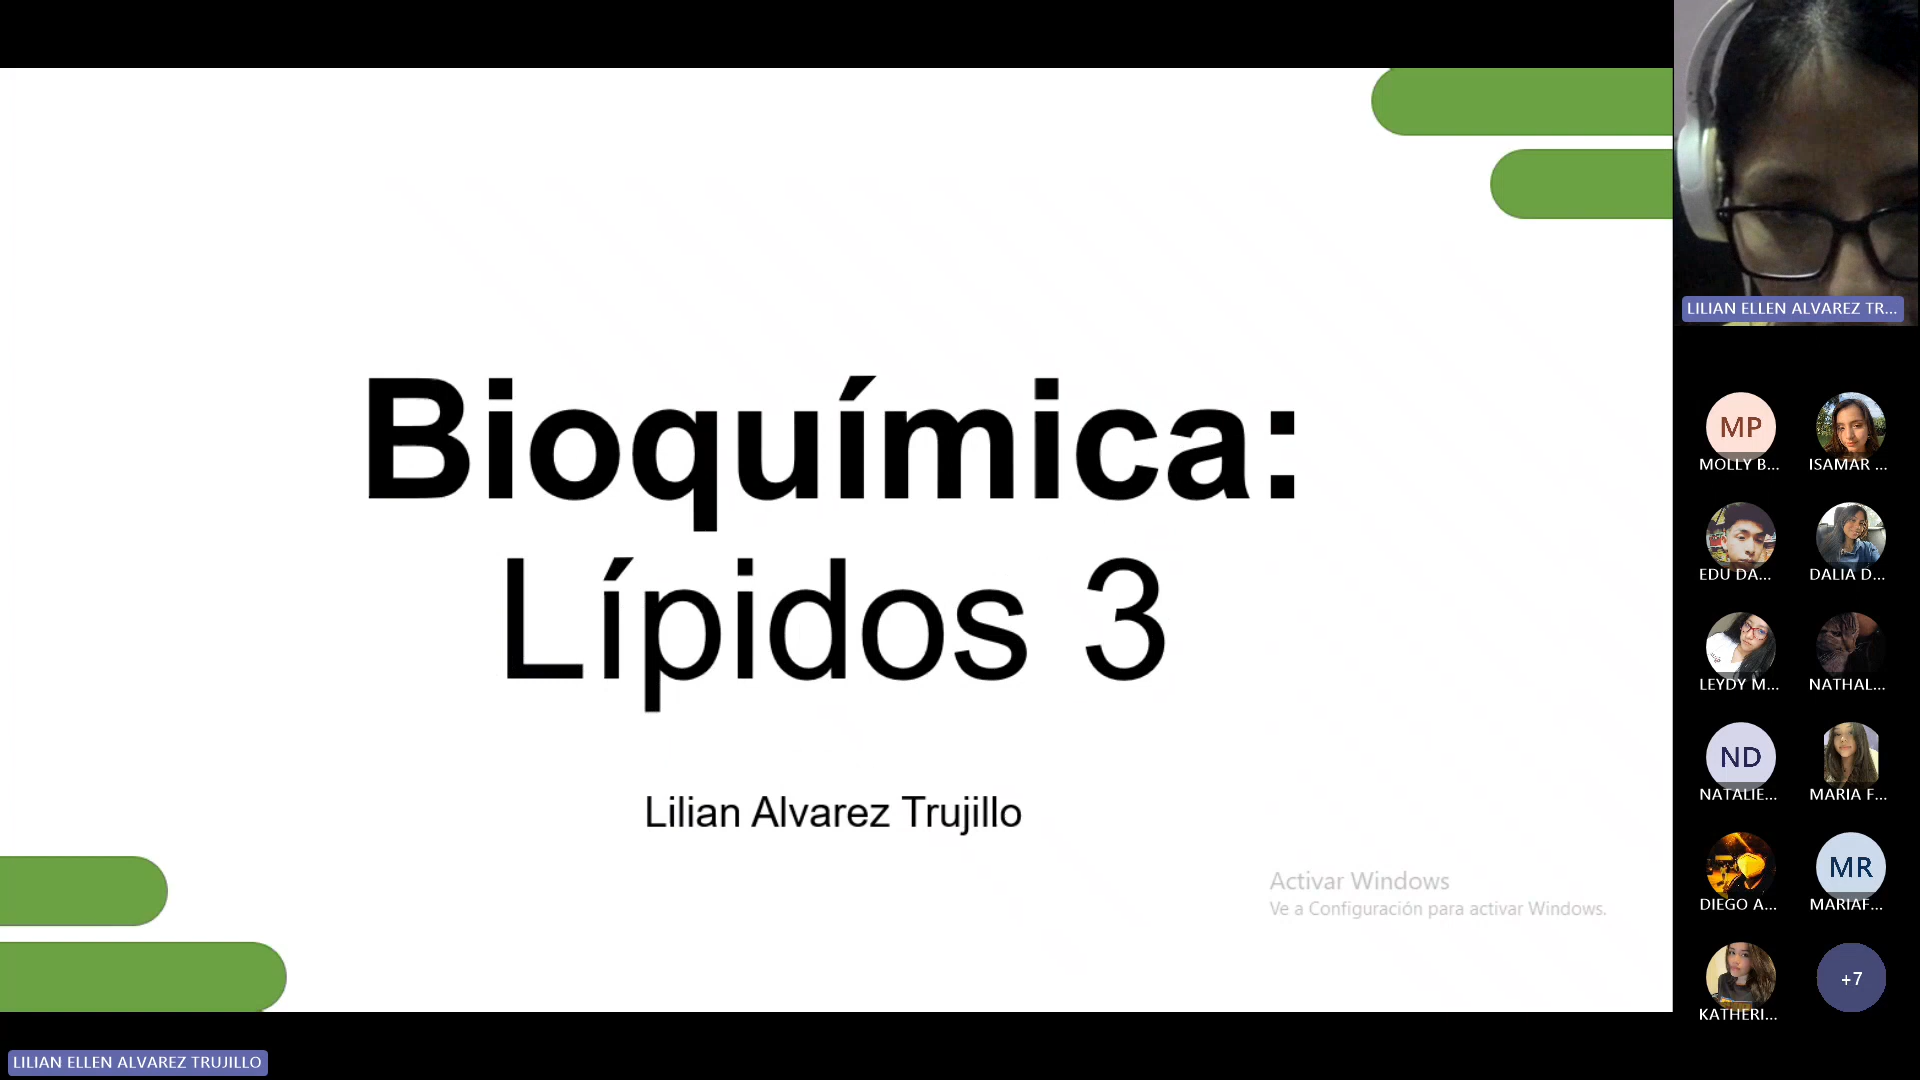 Bioquímica:
Lípidos 3
Lilian Alvarez Trujillo
Activar Windows
Ve a Configuración para activar Windows.
LILIAN ELLEN ALVAREZ TRUJILLO
LILIAN ELLEN ALVAREZ TR...
MP
MOLLY B...
ISAMAR ...
EDU DA...
DALIA D...
LEYDY M...
NATHAL...
ND
NATALIE...
MARIA F...
DIEGO A...
MR
MARIAF...
KATHERI...
+7